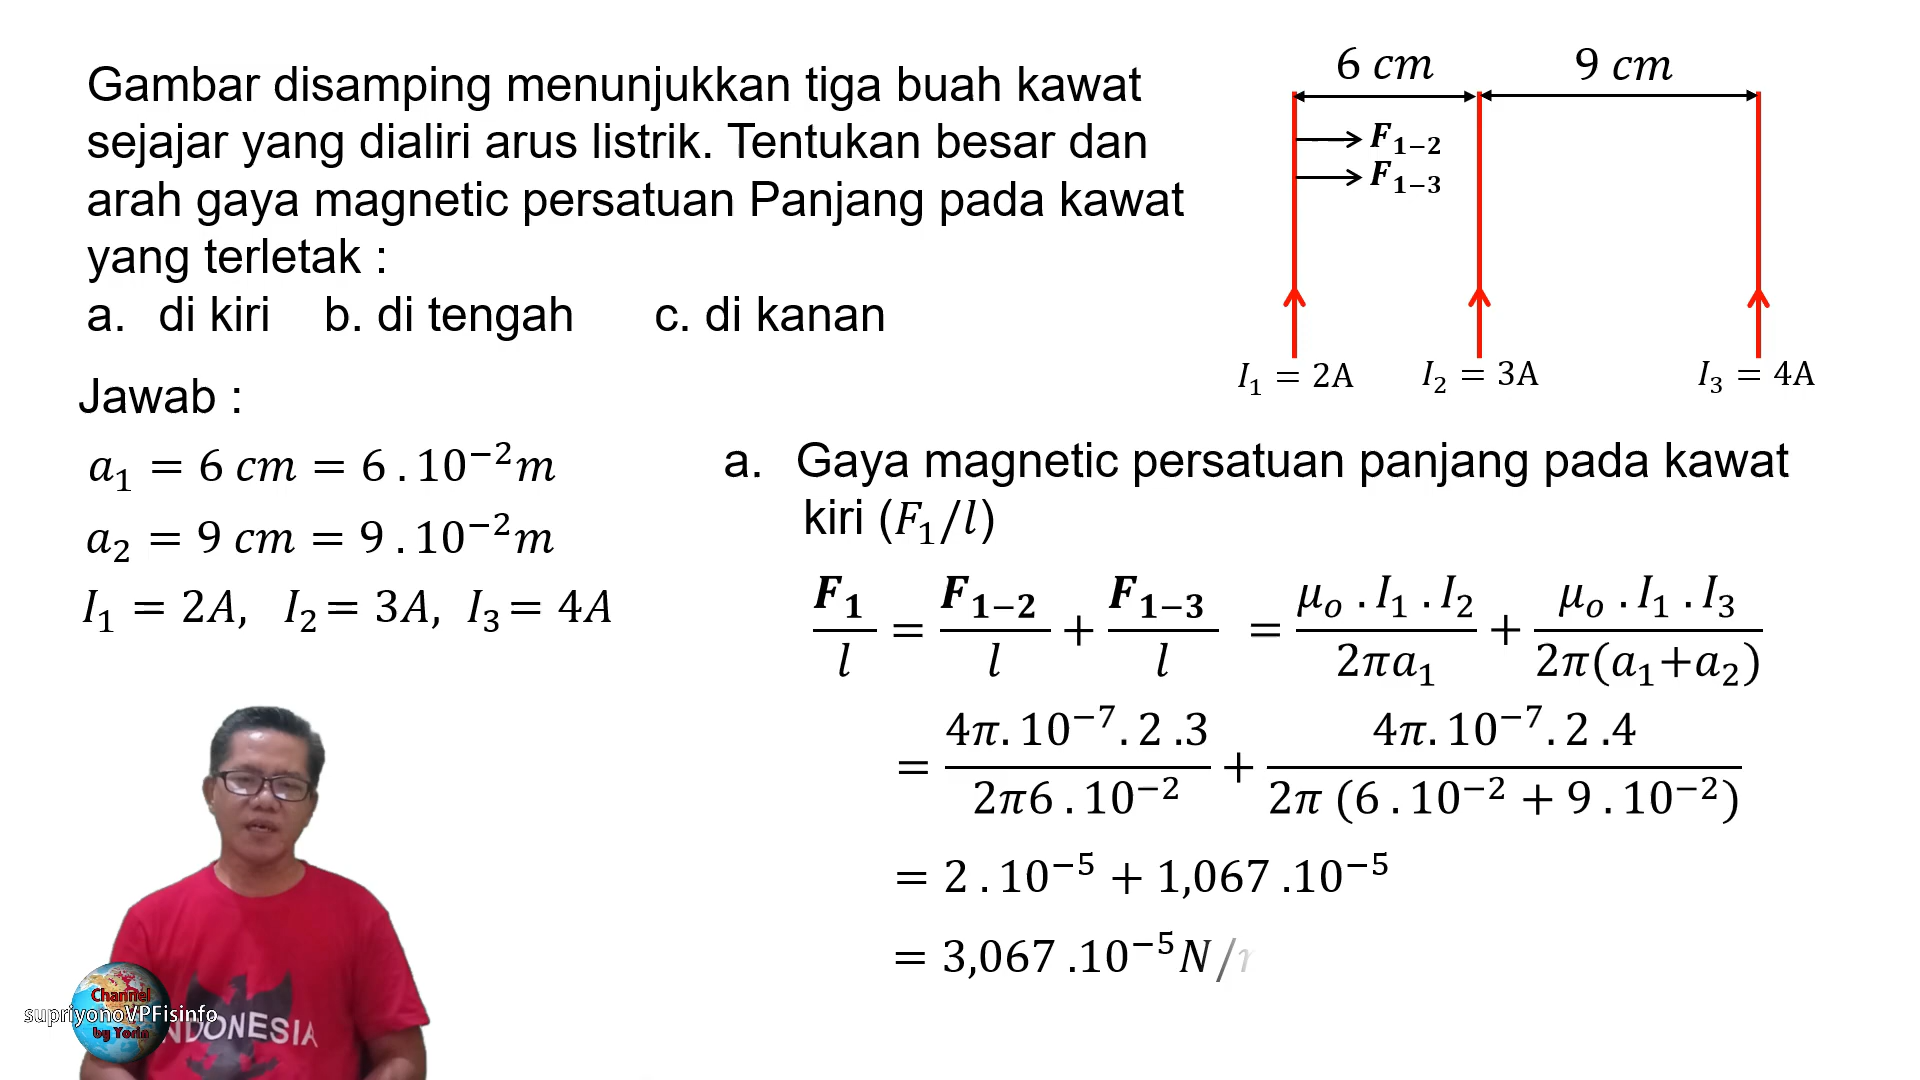 Gambar disamping menunjukkan tiga buah kawat
sejajar yang dialiri arus listrik. Tentukan besar dan
arah gaya magnetic persatuan Panjang pada kawat
yang terletak :
a. di kiri b. di tengah c. di kanan
6 cm 9 cm
F₁₋₂
F₁₋₃
I₁ = 2A I₂ = 3A I₃ = 4A
Jawab :
a₁ = 6 cm = 6 . 10⁻²m
a₂ = 9 cm = 9 . 10⁻²m
I₁ = 2A, I₂ = 3A, I₃ = 4A
a. Gaya magnetic persatuan panjang pada kawat
kiri (F₁/l)
F₁/l = F₁₋₂/l + F₁₋₃/l = μₒ . I₁ . I₂/2πa₁ + μₒ . I₁ . I₃/2π(a₁+a₂)
= 4π. 10⁻⁷. 2 .3/2π6 . 10⁻² + 4π. 10⁻⁷. 2 .4/2π (6 . 10⁻² + 9 . 10⁻²)
= 2 . 10⁻⁵ + 1,067 .10⁻⁵
= 3,067 .10⁻⁵N/
Channel
supriyonoVPFisinfo
by Yorin
INDONESIA